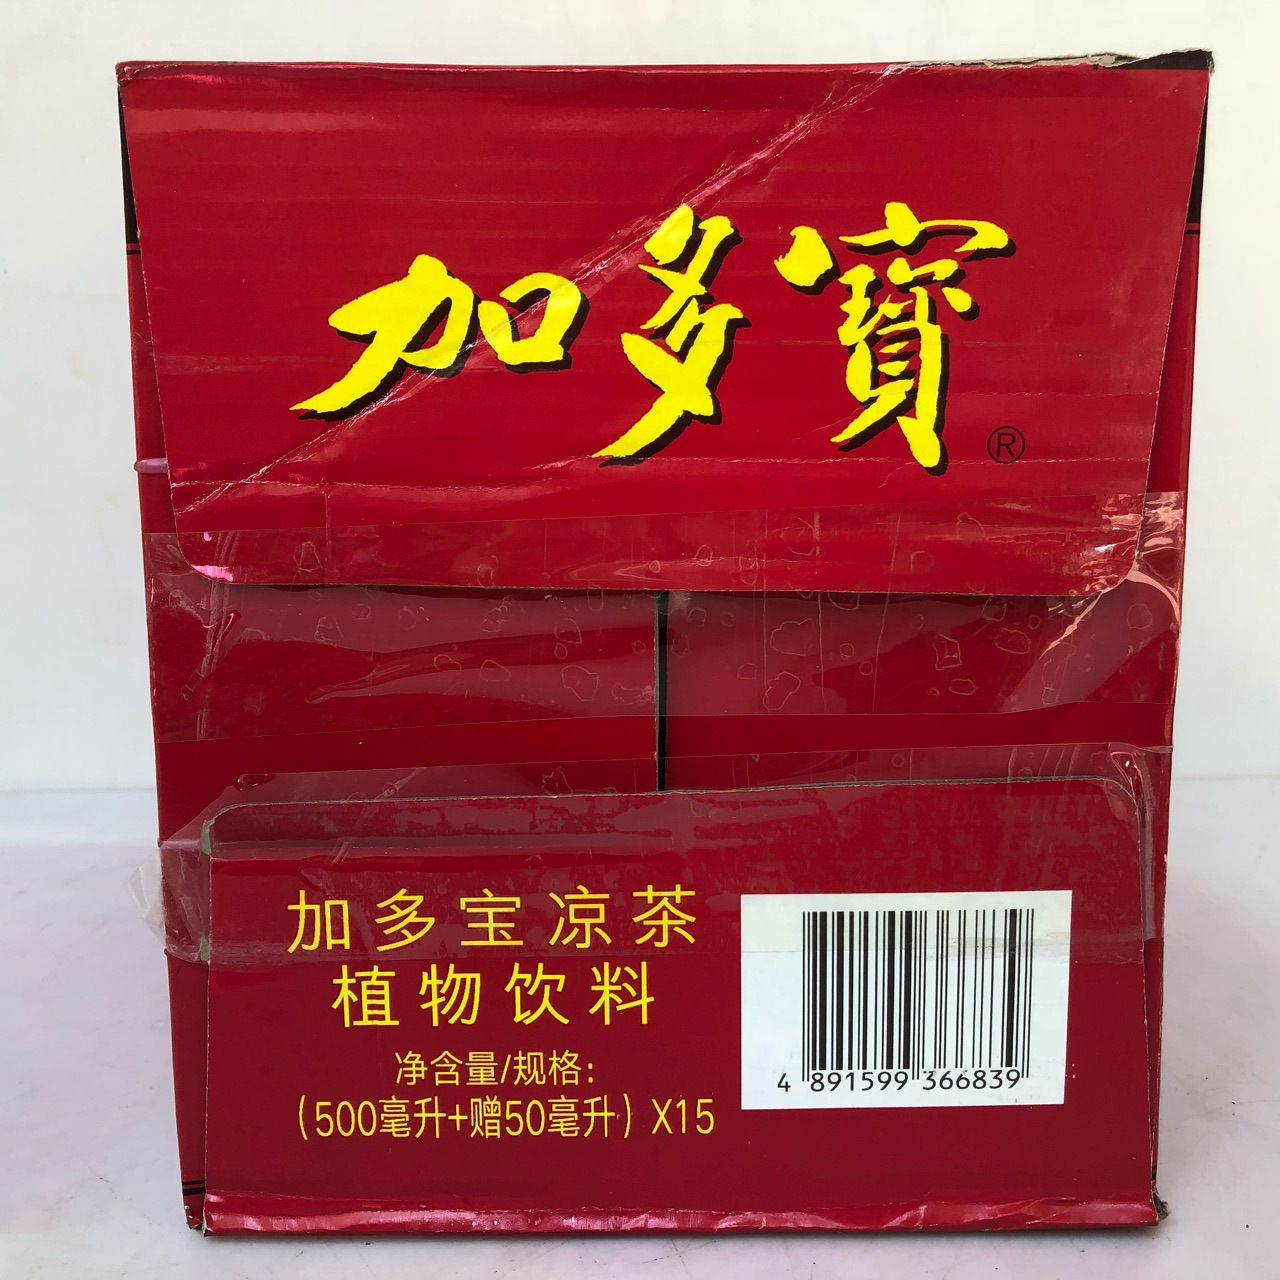 加多寶
®
加多宝凉茶
植物饮料
净含量/规格:
(500毫升+赠50毫升) X15
4 891599 366839